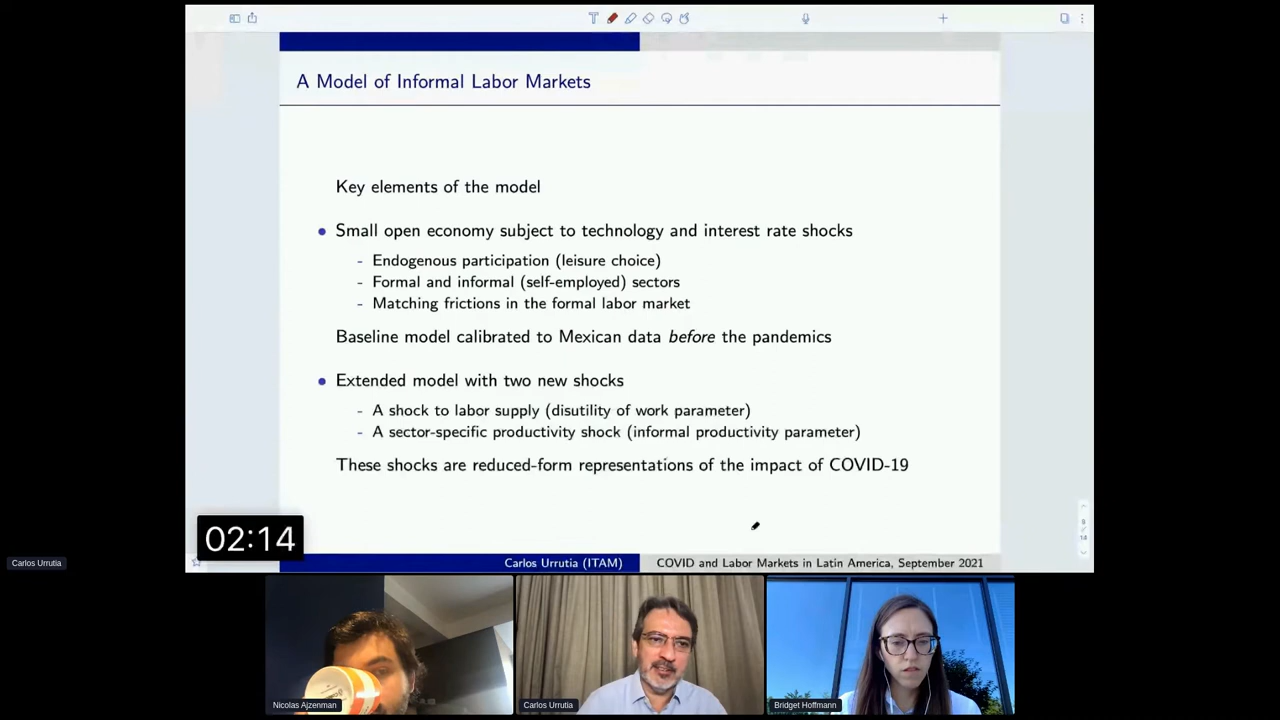 A Model of Informal Labor Markets
Key elements of the model
Small open economy subject to technology and interest rate shocks
- Endogenous participation (leisure choice)
- Formal and informal (self-employed) sectors
- Matching frictions in the formal labor market
Baseline model calibrated to Mexican data before the pandemics
Extended model with two new shocks
- A shock to labor supply (disutility of work parameter)
- A sector-specific productivity shock (informal productivity parameter)
These shocks are reduced-form representations of the impact of COVID-19
02:14
Carlos Urrutia (ITAM)
COVID and Labor Markets in Latin America, September 2021
Carlos Urrutia
Nicolas Ajzenman
Carlos Urrutia
Bridget Hoffmann